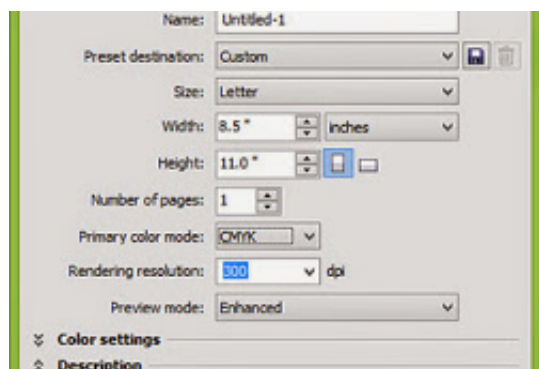 Name: Untitled-1
Preset destination: Custom
Size: Letter
Width: 8.5 " inches
Height: 11.0 "
Number of pages: 1
Primary color mode: CMYK
Rendering resolution: 300 dpi
Preview mode: Enhanced
Color settings
Description